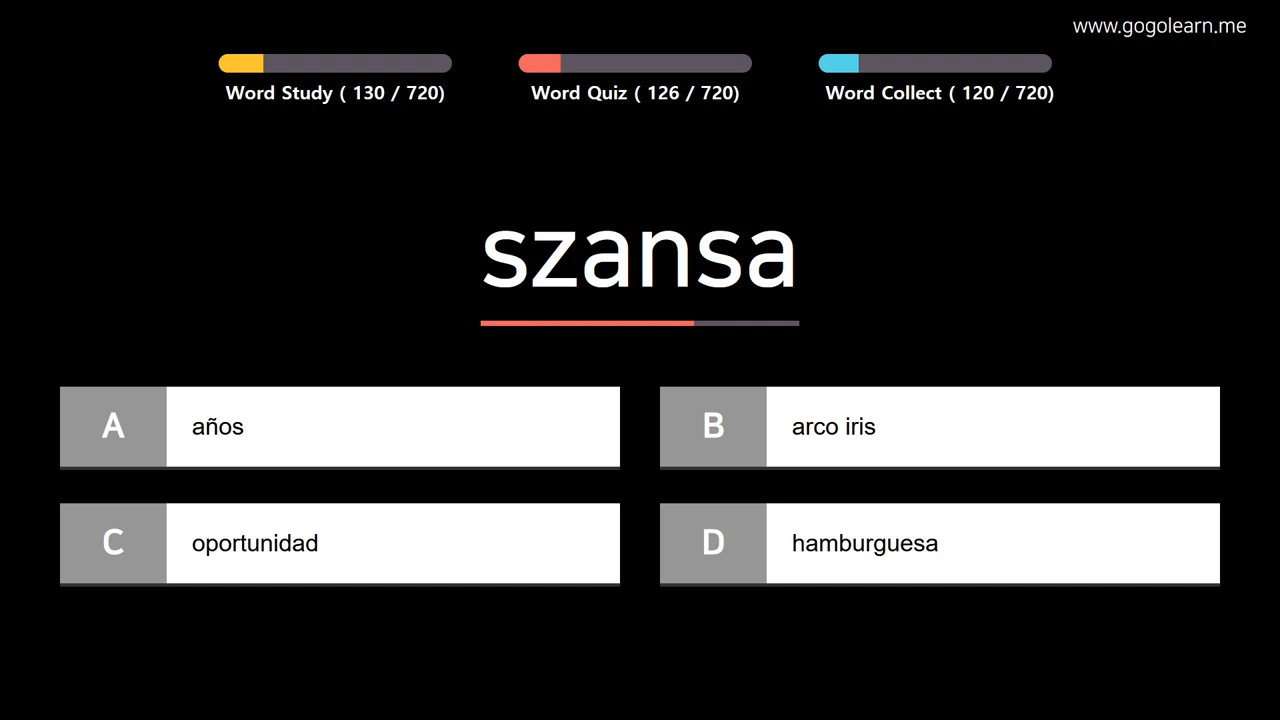 www.gogolearn.me
Word Study ( 130 / 720)
Word Quiz ( 126 / 720)
Word Collect ( 120 / 720)
szansa
A años
B arco iris
C oportunidad
D hamburguesa